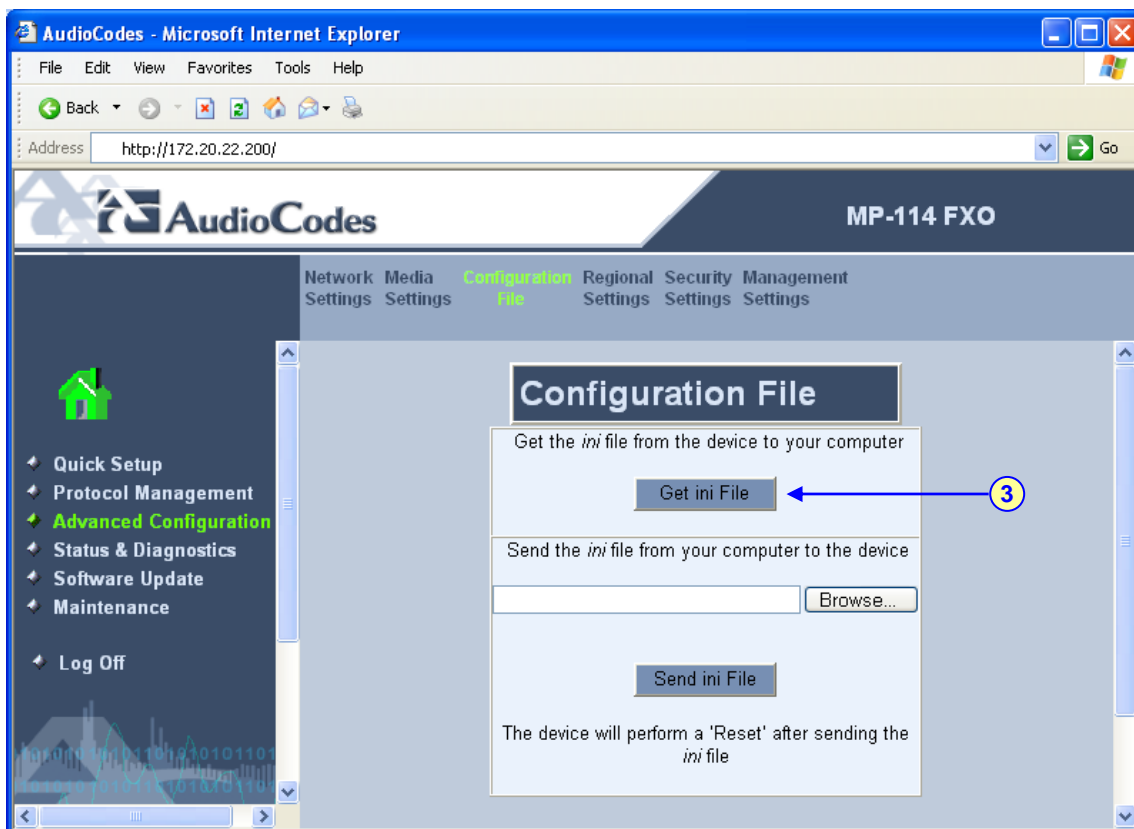 AudioCodes - Microsoft Internet Explorer
File Edit View Favorites Tools Help
Back
Address http://172.20.22.200/ Go
AudioCodes
MP-114 FXO
Network Settings
Media Settings
Configuration File
Regional Settings
Security Settings
Management Settings
Quick Setup
Protocol Management
Advanced Configuration
Status & Diagnostics
Software Update
Maintenance
Log Off
Configuration File
Get the ini file from the device to your computer
Get ini File
3
Send the ini file from your computer to the device
Browse...
Send ini File
The device will perform a 'Reset' after sending the
ini file